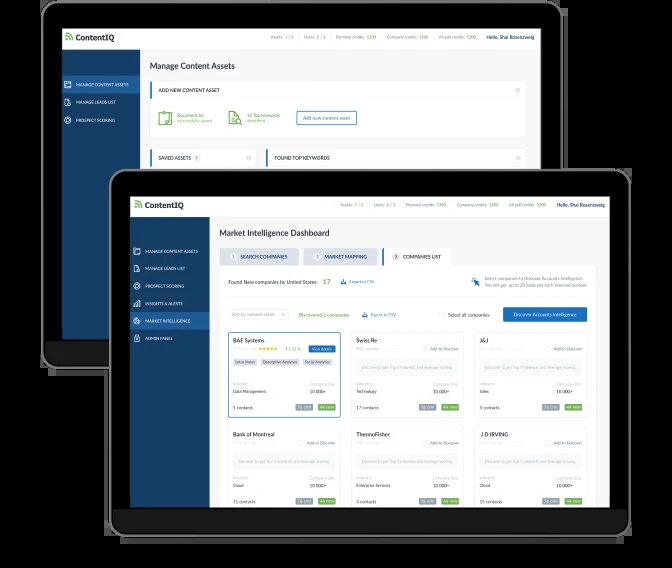 ContentIQ
Assets: 1 / 3 Users: 2 / 3 Personal credits: 1200 Company credits: 1200 All poll credits: 1200 Hello, Shai Rosenzweig
MANAGE CONTENT ASSETS
MANAGE LEADS LIST
PROSPECT SCORING
Manage Content Assets
ADD NEW CONTENT ASSET
Document.txt
successfully saved
13 Top keywords
identified
Add new content asset
SAVED ASSETS
FOUND TOP KEYWORDS
ContentIQ
Assets: 1 / 3 Users: 2 / 3 Personal credits: 1200 Company credits: 1200 All poll credits: 1200 Hello, Shai Rosenzweig
MANAGE CONTENT ASSETS
MANAGE LEADS LIST
PROSPECT SCORING
INSIGHTS & ALERTS
MARKET INTELLIGENCE
ADMIN PANEL
Market Intelligence Dashboard
1 SEARCH COMPANIES
2 MARKET MAPPING
3 COMPANIES LIST
Found New companies by United States: 17 Export to CSV
Select companies to Discover Accounts Intelligence.
You will get up to 20 leads per each selected account
Sort by contacts count
Discovered 1 companies
Export to CSV
Select all companies
Discover Accounts Intelligence
BAE Systems
View details
Lotus Notes Descriptive Analytics Social Analytics
Industry: Company Size:
Data Management 10 000+
5 contacts
Swiss Re
Add to Discover
Discover to get Top 3 interests and Average scoring
Industry: Company Size:
Technology 10 000+
17 contacts
J&J
Add to Discover
Discover to get Top 3 interests and Average scoring
Industry: Company Size:
Sales 10 000+
5 contacts
Bank of Montreal
Add to Discover
Discover to get Top 3 interests and Average scoring
Industry: Company Size:
Cloud 10 000+
11 contacts
ThermoFisher
Add to Discover
Discover to get Top 3 interests and Average scoring
Industry: Company Size:
Enterprise Services 10 000+
4 contacts
J D IRVING
Add to Discover
Discover to get Top 3 interests and Average scoring
Industry: Company Size:
Cloud 10 000+
15 contacts